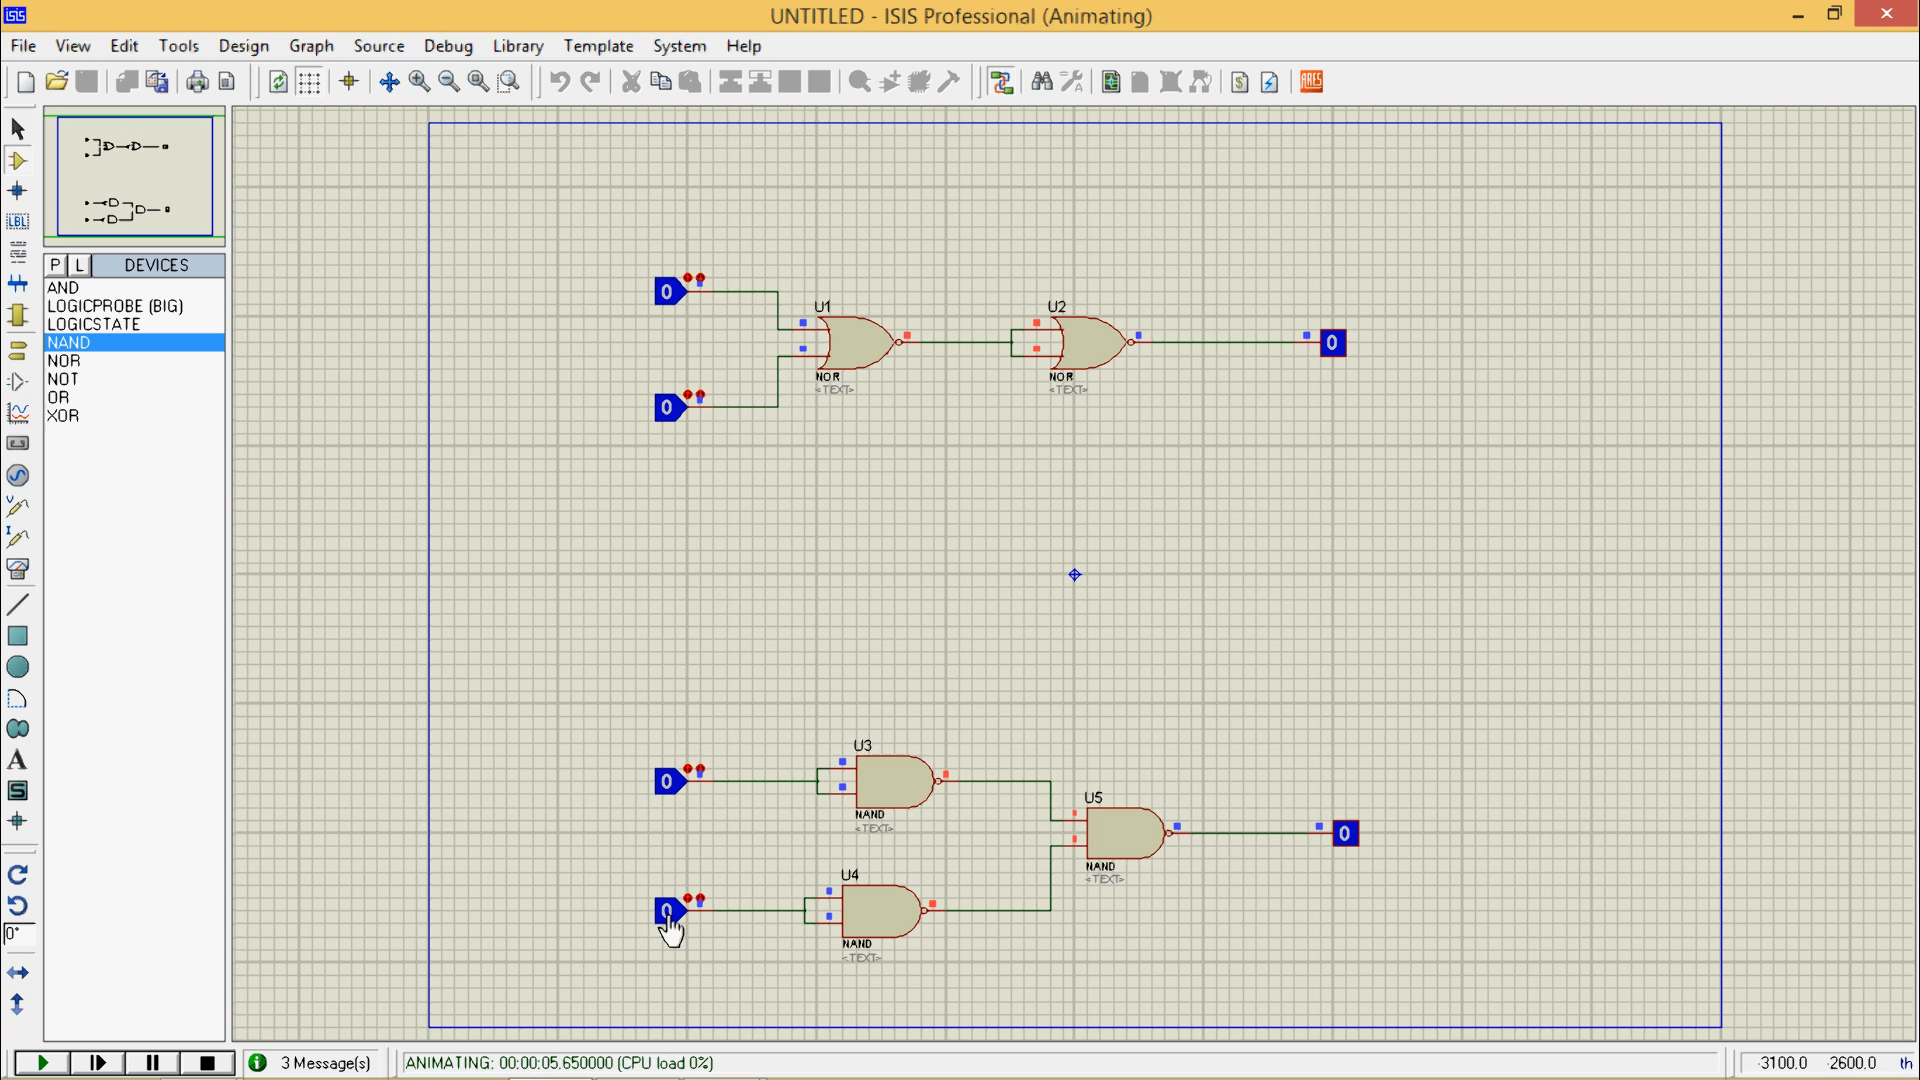 isis UNTITLED - ISIS Professional (Animating)
File View Edit Tools Design Graph Source Debug Library Template System Help
ARES
LBL
P L DEVICES
AND
LOGICPROBE (BIG)
LOGICSTATE
NAND
NOR
NOT
OR
XOR
V
I
A
S
0°
0
U1
NOR
<TEXT>
U2
NOR
<TEXT>
0
0
0
U3
NAND
<TEXT>
U5
NAND
<TEXT>
0
0
U4
NAND
<TEXT>
3 Message(s)
ANIMATING: 00:00:05.650000 (CPU load 0%)
-3100.0 -2600.0 th